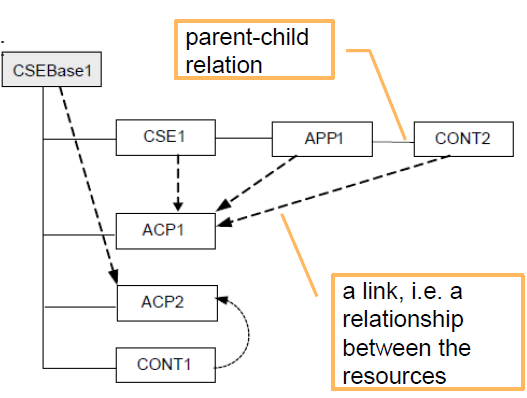 parent-child
relation
CSEBase1
CSE1
APP1
CONT2
ACP1
ACP2
CONT1
a link, i.e. a
relationship
between the
resources